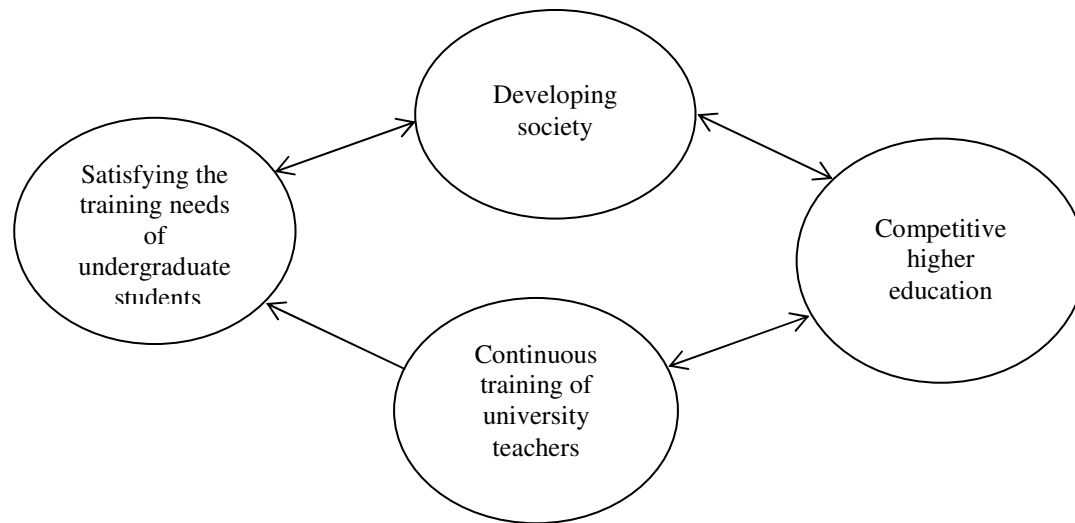 Developing
society
Satisfying the
training needs
of
undergraduate
students
Competitive
higher
education
Continuous
training of
university
teachers